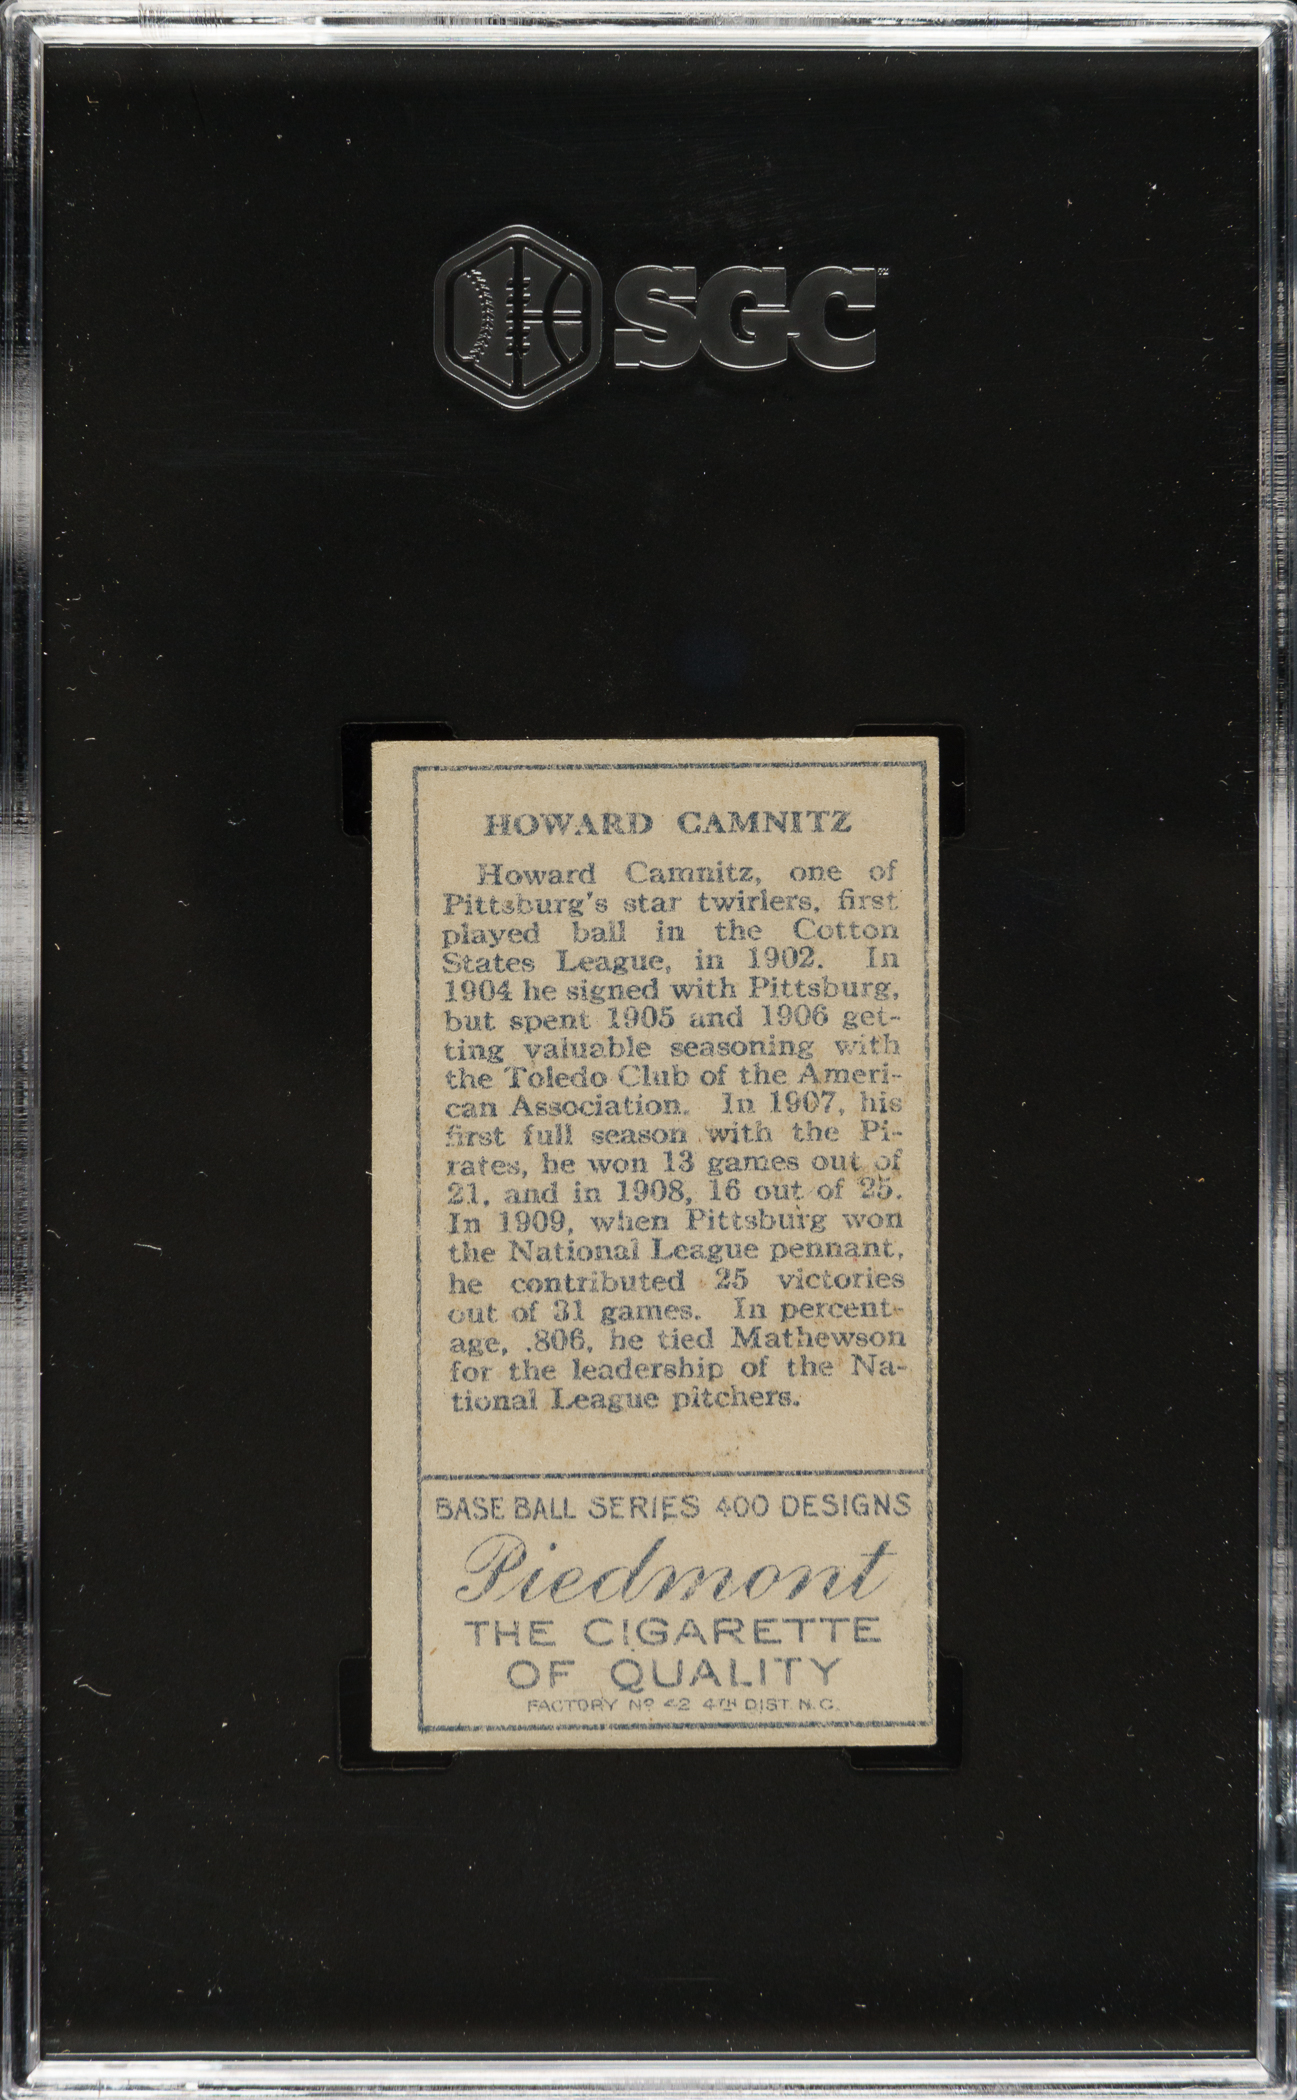 SGC
HOWARD CAMNITZ
Howard Camnitz, one of
Pittsburg's star twirlers, first
played ball in the Cotton
States League, in 1902. In
1904 he signed with Pittsburg,
but spent 1905 and 1906 get-
ting valuable seasoning with
the Toledo Club of the Ameri-
can Association. In 1907, his
first full season with the Pi-
rates, he won 13 games out of
21, and in 1908, 16 out of 25.
In 1909, when Pittsburg won
the National League pennant,
he contributed 25 victories
out of 31 games. In percent-
age, .806, he tied Mathewson
for the leadership of the Na-
tional League pitchers.
BASE BALL SERIES 400 DESIGNS
Piedmont
THE CIGARETTE
OF QUALITY
FACTORY Nº 42 4TH DIST. N.C.